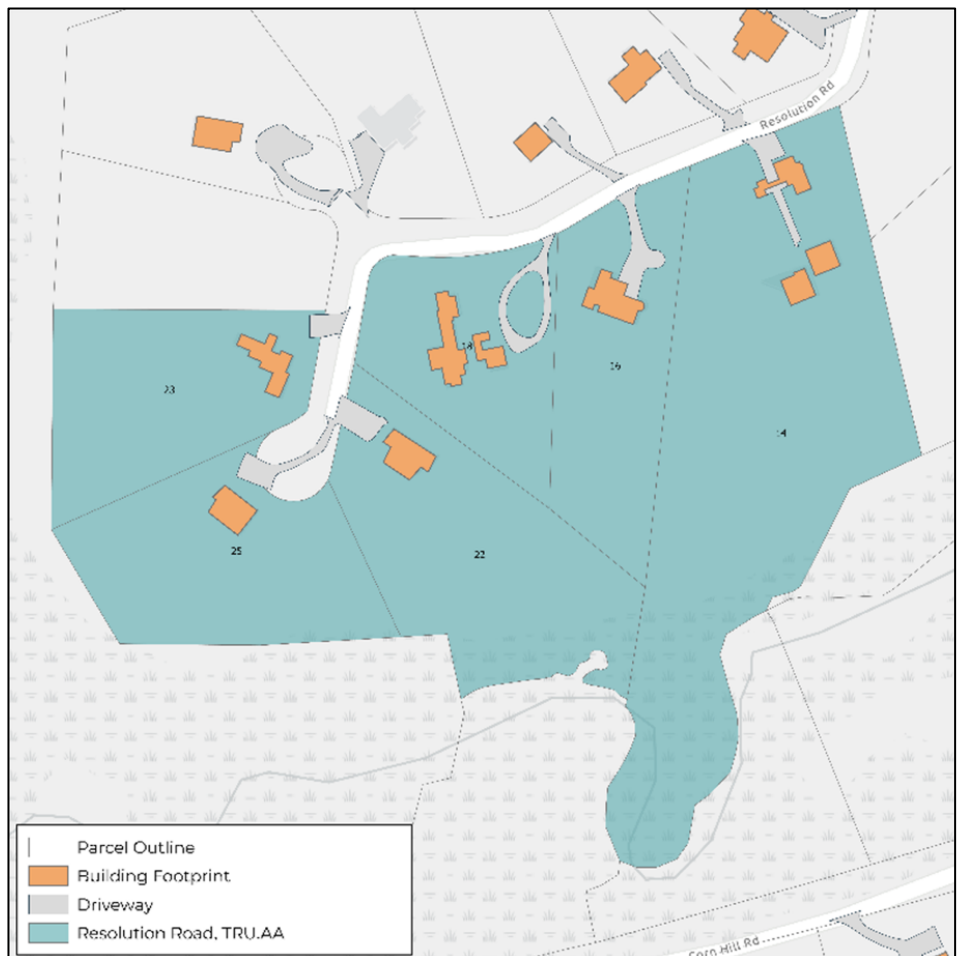 Resolution Rd
23
18
16
14
25
22
Parcel Outline
Building Footprint
Driveway
Resolution Road, TRU.AA
Corn Hill Rd